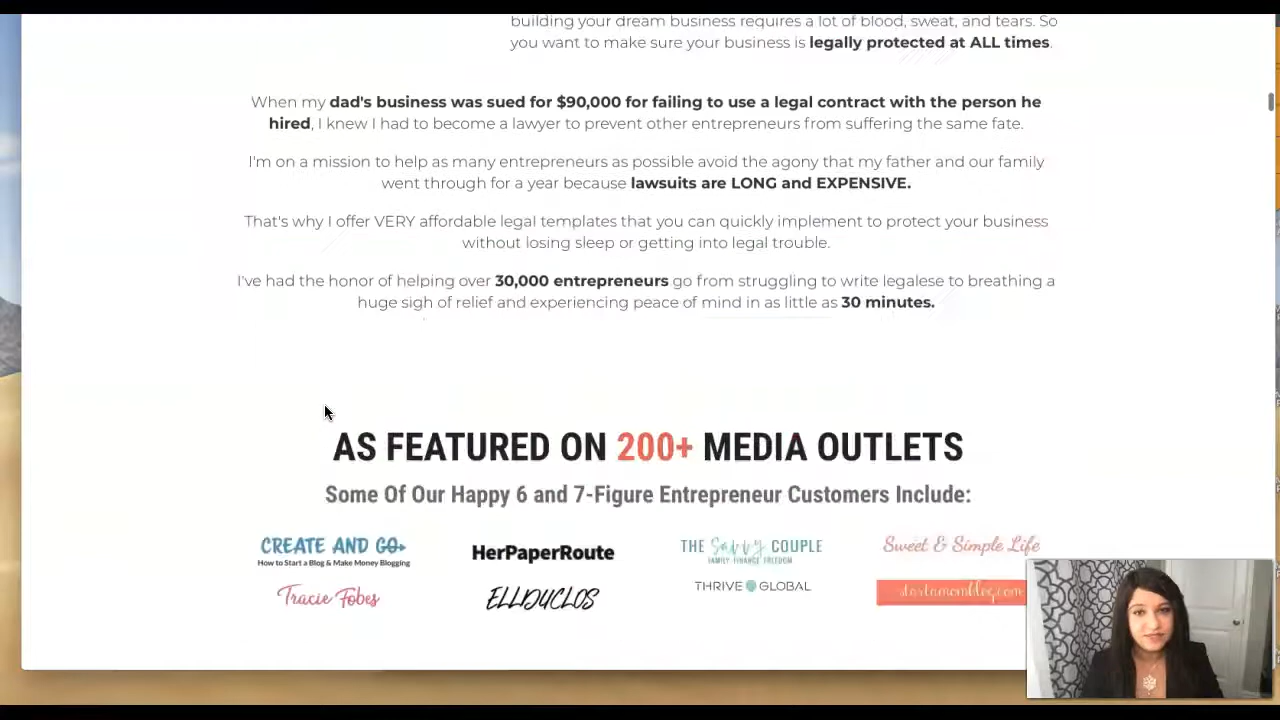 building your dream business requires a lot of blood, sweat, and tears. So
you want to make sure your business is legally protected at ALL times.
When my dad's business was sued for $90,000 for failing to use a legal contract with the person he
hired, I knew I had to become a lawyer to prevent other entrepreneurs from suffering the same fate.
I'm on a mission to help as many entrepreneurs as possible avoid the agony that my father and our family
went through for a year because lawsuits are LONG and EXPENSIVE.
That's why I offer VERY affordable legal templates that you can quickly implement to protect your business
without losing sleep or getting into legal trouble.
I've had the honor of helping over 30,000 entrepreneurs go from struggling to write legalese to breathing a
huge sigh of relief and experiencing peace of mind in as little as 30 minutes.
AS FEATURED ON 200+ MEDIA OUTLETS
Some Of Our Happy 6 and 7-Figure Entrepreneur Customers Include:
CREATE AND GO
How to Start a Blog & Make Money Blogging
HerPaperRoute
THE Savvy COUPLE
FAMILY FINANCE FREEDOM
Sweet & Simple Life
Tracie Fobes
ELLDUCLOS
THRIVE GLOBAL
startamomblog.com